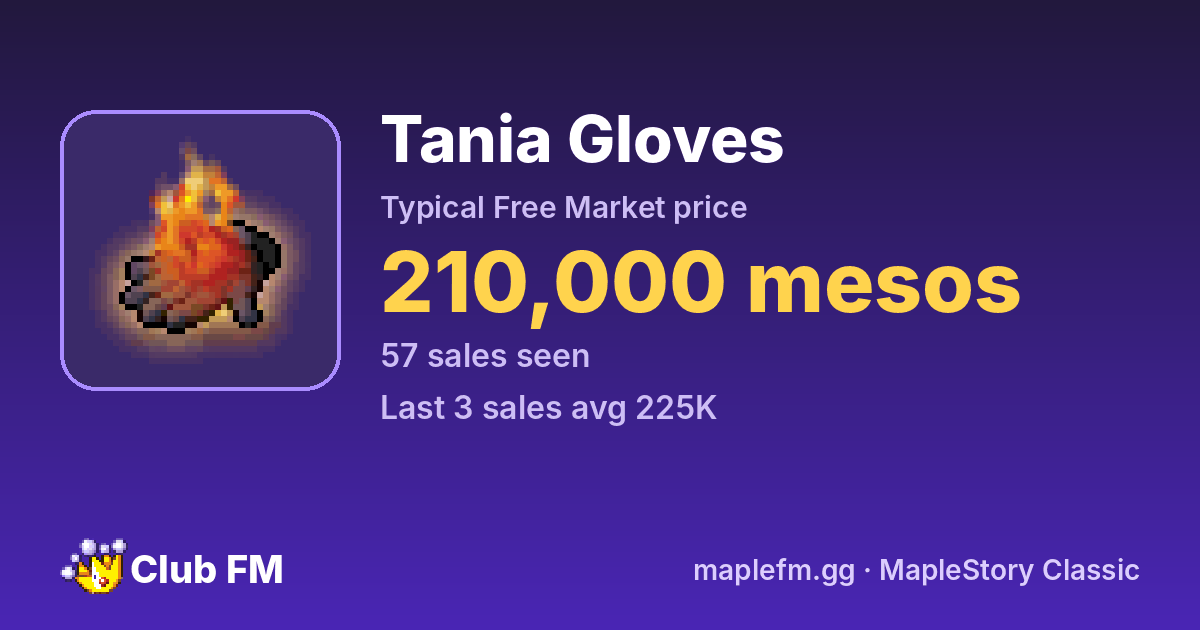 Tania Gloves
Typical Free Market price
210,000 mesos
57 sales seen
Last 3 sales avg 225K
Club FM
maplefm.gg · MapleStory Classic